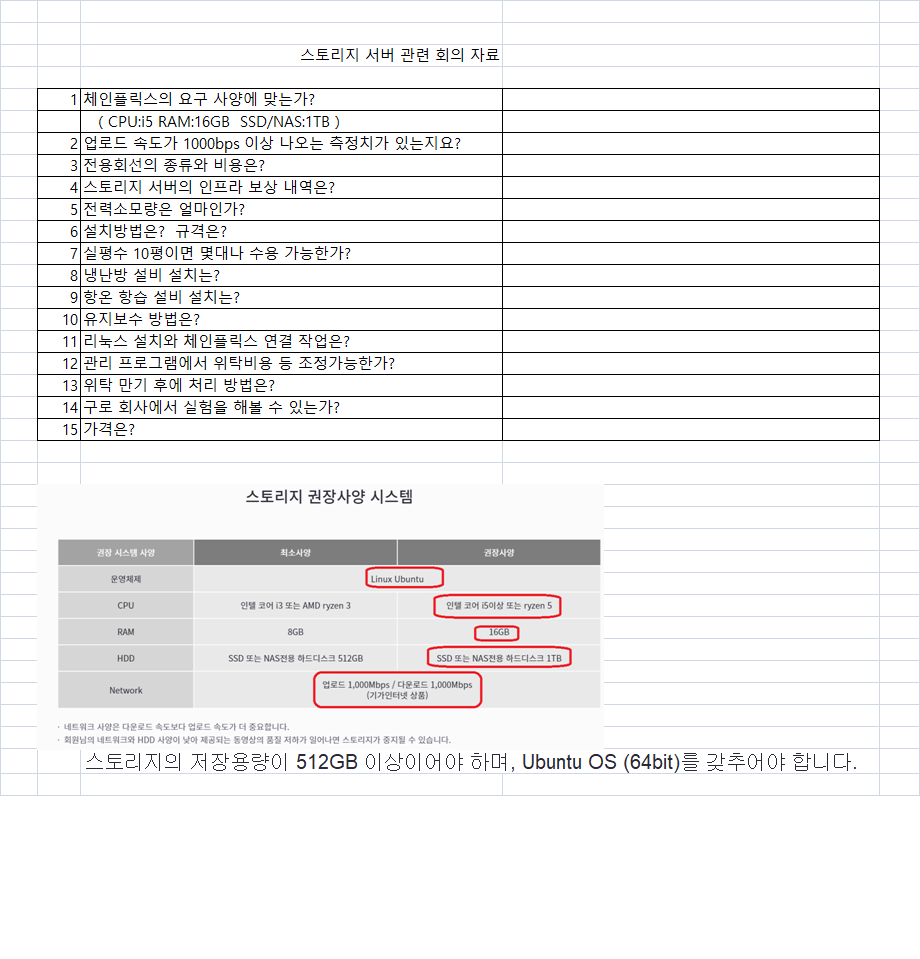 스토리지 서버 관련 회의 자료
1 체인플릭스의 요구 사양에 맞는가?
( CPU:i5 RAM:16GB SSD/NAS:1TB )
2 업로드 속도가 1000bps 이상 나오는 측정치가 있는지요?
3 전용회선의 종류와 비용은?
4 스토리지 서버의 인프라 보상 내역은?
5 전력소모량은 얼마인가?
6 설치방법은? 규격은?
7 실평수 10평이면 몇대나 수용 가능한가?
8 냉난방 설비 설치는?
9 항온 항습 설비 설치는?
10 유지보수 방법은?
11 리눅스 설치와 체인플릭스 연결 작업은?
12 관리 프로그램에서 위탁비용 등 조정가능한가?
13 위탁 만기 후에 처리 방법은?
14 구로 회사에서 실험을 해볼 수 있는가?
15 가격은?
스토리지 권장사양 시스템
권장 시스템 사양 최소사양 권장사양
운영체제 Linux Ubuntu
CPU 인텔 코어 i3 또는 AMD ryzen 3 인텔 코어 i5이상 또는 ryzen 5
RAM 8GB 16GB
HDD SSD 또는 NAS전용 하드디스크 512GB SSD 또는 NAS전용 하드디스크 1TB
Network 업로드 1,000Mbps / 다운로드 1,000Mbps
(기가인터넷 상품)
· 네트워크 사양은 다운로드 속도보다 업로드 속도가 더 중요합니다.
· 회원님의 네트워크와 HDD 사양이 낮아 제공되는 동영상의 품질 저하가 일어나면 스토리지가 중지될 수 있습니다.
스토리지의 저장용량이 512GB 이상이어야 하며, Ubuntu OS (64bit)를 갖추어야 합니다.